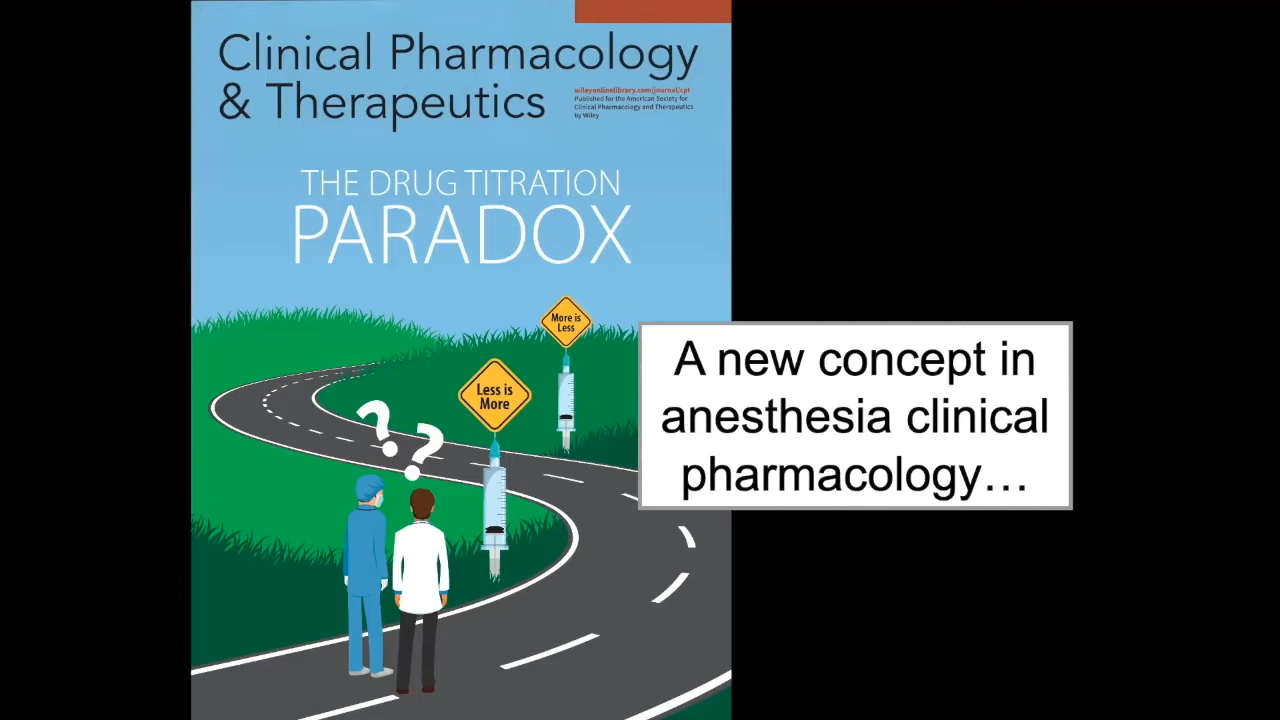 Clinical Pharmacology
& Therapeutics
wileyonlinelibrary.com/journal/cpt
Published for the American Society for
Clinical Pharmacology and Therapeutics
by Wiley
THE DRUG TITRATION
PARADOX
More is
Less
Less is
More
? ?
A new concept in
anesthesia clinical
pharmacology…